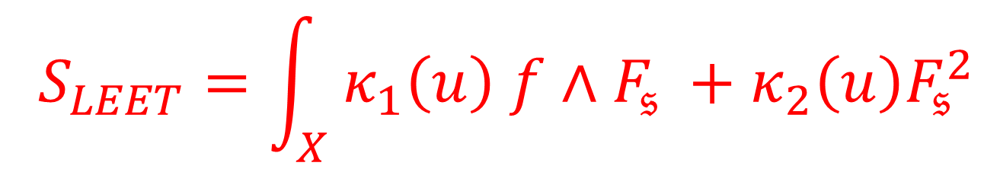 S_{LEET} = ∫_X κ_1(u) f ∧ F_𝔰 + κ_2(u) F_𝔰^2